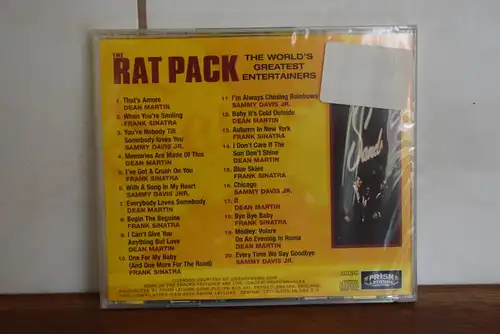 THE
RAT PACK
THE WORLD'S
GREATEST
ENTERTAINERS
1. That's Amore
DEAN MARTIN
2. When You're Smiling
FRANK SINATRA
3. You're Nobody Till
Somebody loves You
SAMMY DAVIS JR.
4. Memories Are Made Of This
DEAN MARTIN
5. I've Got A Crush On You
FRANK SINATRA
6. With A Song in My Heart
SAMMY DAVIS JNR.
7. Everybody Loves Somebody
DEAN MARTIN
8. Begin The Beguine
FRANK SINATRA
9. I Can't Give You
Anything But Love
DEAN MARTIN
10. One For My Baby
(And One More For The Road)
FRANK SINATRA
11. I'm Always Chasing Rainbows
SAMMY DAVIS JR.
12. Baby It's Cold Outside
DEAN MARTIN
13. Autumn In New York
FRANK SINATRA
14. I Don't Care If The
Sun Don't Shine
DEAN MARTIN
15. Blue Skies
FRANK SINATRA
16. Chicago
SAMMY DAVIS JR.
17. If
DEAN MARTIN
18. Bye Bye Baby
FRANK SINATRA
19. Medley: Volare
On An Evening In Roma
DEAN MARTIN
20. Every Time We Say Goodbye
SAMMY DAVIS JR.
Sands
PRISM
LEISURE